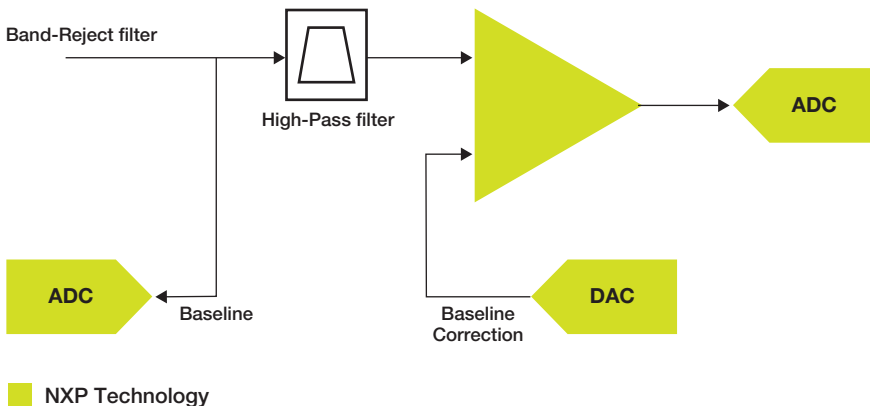 Band-Reject filter
High-Pass filter
ADC
ADC
Baseline
Baseline
Correction
DAC
NXP Technology